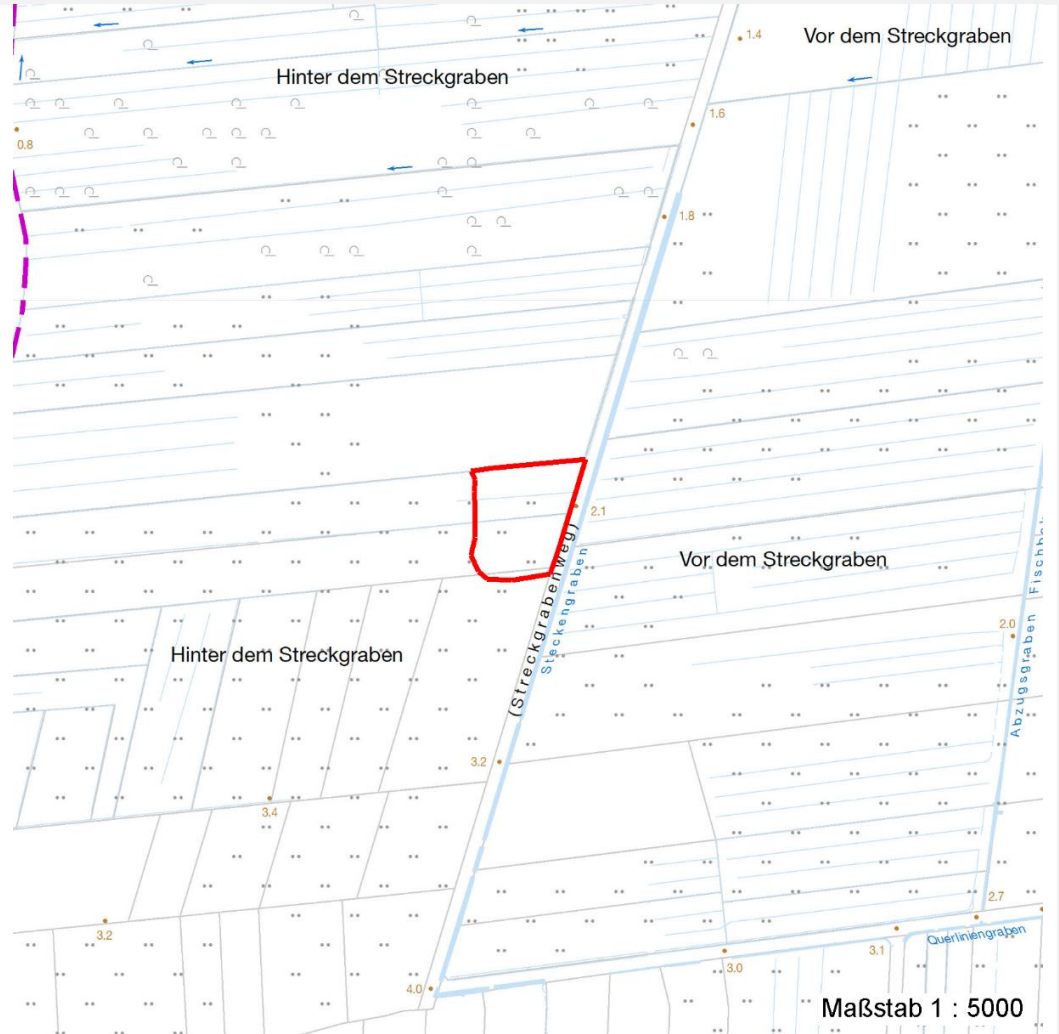 1.4
Vor dem Streckgraben
Hinter dem Streckgraben
1.6
0.8
1.8
2.1
(Streckgrabenweg)
Steckengraben
Vor dem Streckgraben
Abzugsgraben
2.0
Hinter dem Streckgraben
3.2
3.4
2.7
3.2
Querliniengraben
3.1
3.0
4.0
Maßstab 1 : 5000